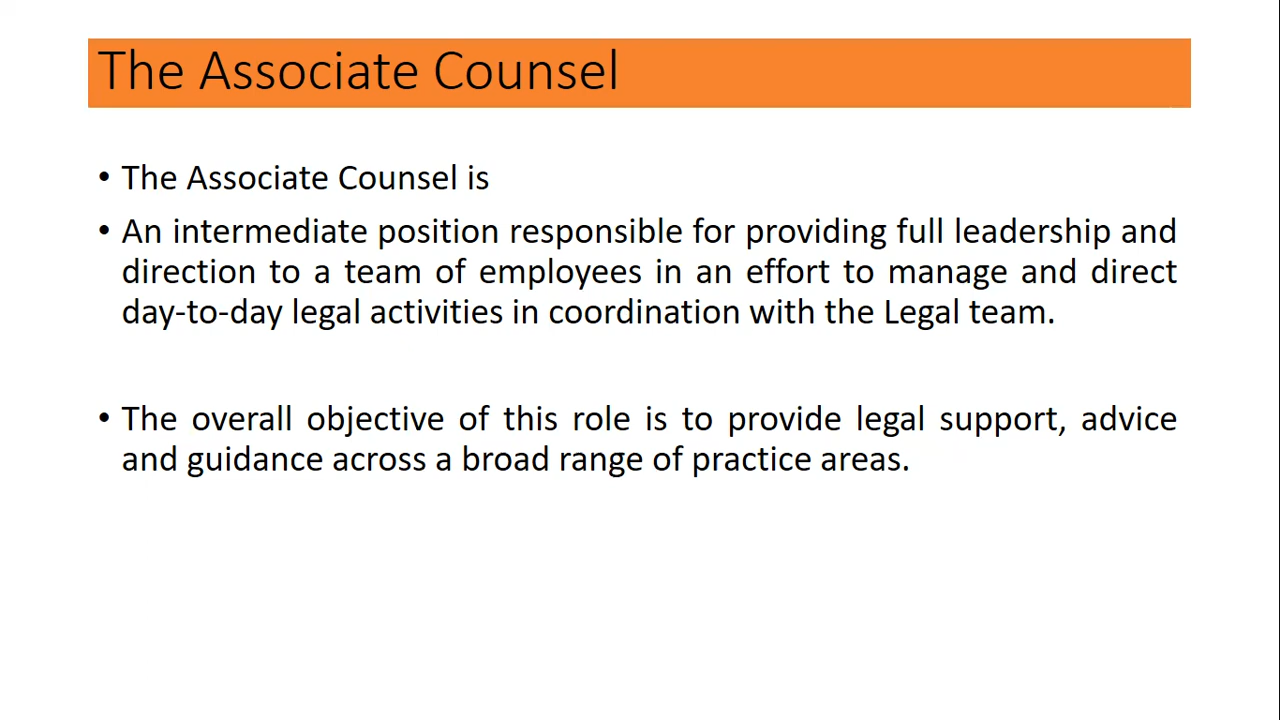 The Associate Counsel
• The Associate Counsel is
• An intermediate position responsible for providing full leadership and
direction to a team of employees in an effort to manage and direct
day-to-day legal activities in coordination with the Legal team.
• The overall objective of this role is to provide legal support, advice
and guidance across a broad range of practice areas.